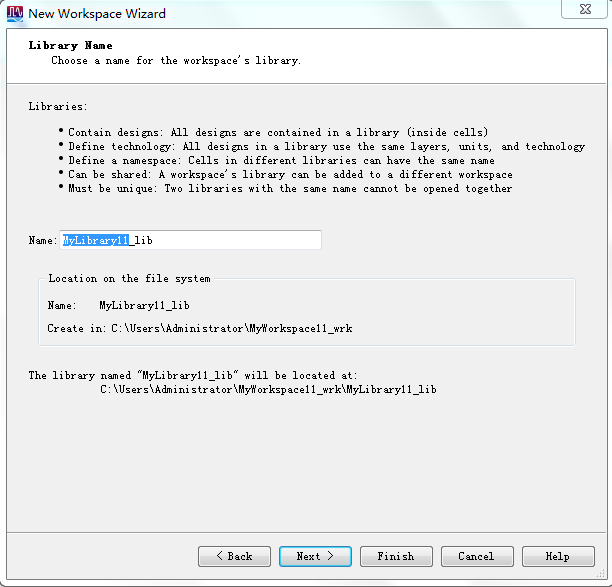 New Workspace Wizard
Library Name
Choose a name for the workspace's library.
Libraries:
• Contain designs: All designs are contained in a library (inside cells)
• Define technology: All designs in a library use the same layers, units, and technology
• Define a namespace: Cells in different libraries can have the same name
• Can be shared: A workspace's library can be added to a different workspace
• Must be unique: Two libraries with the same name cannot be opened together
Name: MyLibrary11_lib
Location on the file system
Name: MyLibrary11_lib
Create in: C:\Users\Administrator\MyWorkspace11_wrk
The library named "MyLibrary11_lib" will be located at:
C:\Users\Administrator\MyWorkspace11_wrk\MyLibrary11_lib
< Back Next > Finish Cancel Help